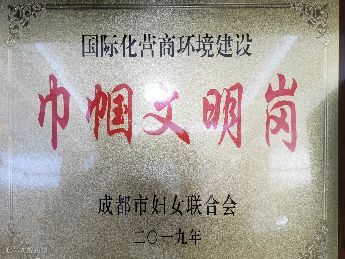 国际化营商环境建设
巾帼文明岗
成都市妇女联合会
二〇一九年